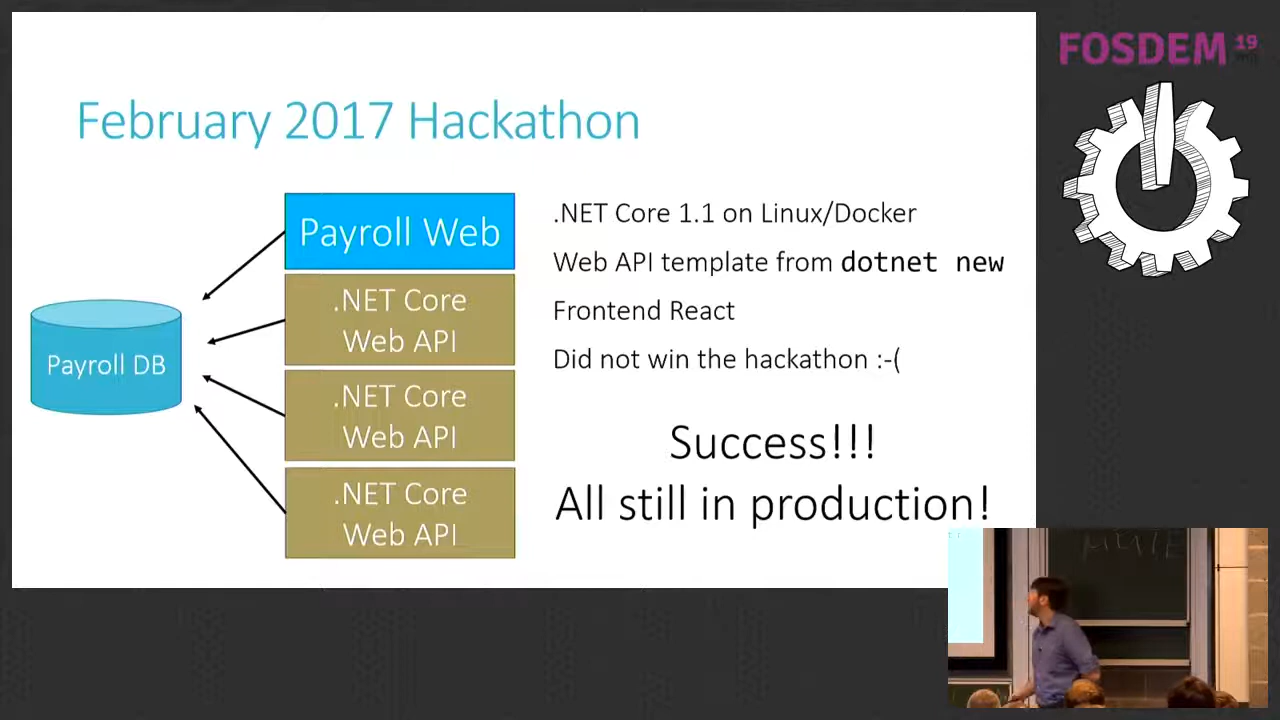 FOSDEM 19
February 2017 Hackathon
Payroll Web
.NET Core
Web API
.NET Core
Web API
.NET Core
Web API
Payroll DB
.NET Core 1.1 on Linux/Docker
Web API template from dotnet new
Frontend React
Did not win the hackathon :-(
Success!!!
All still in production!